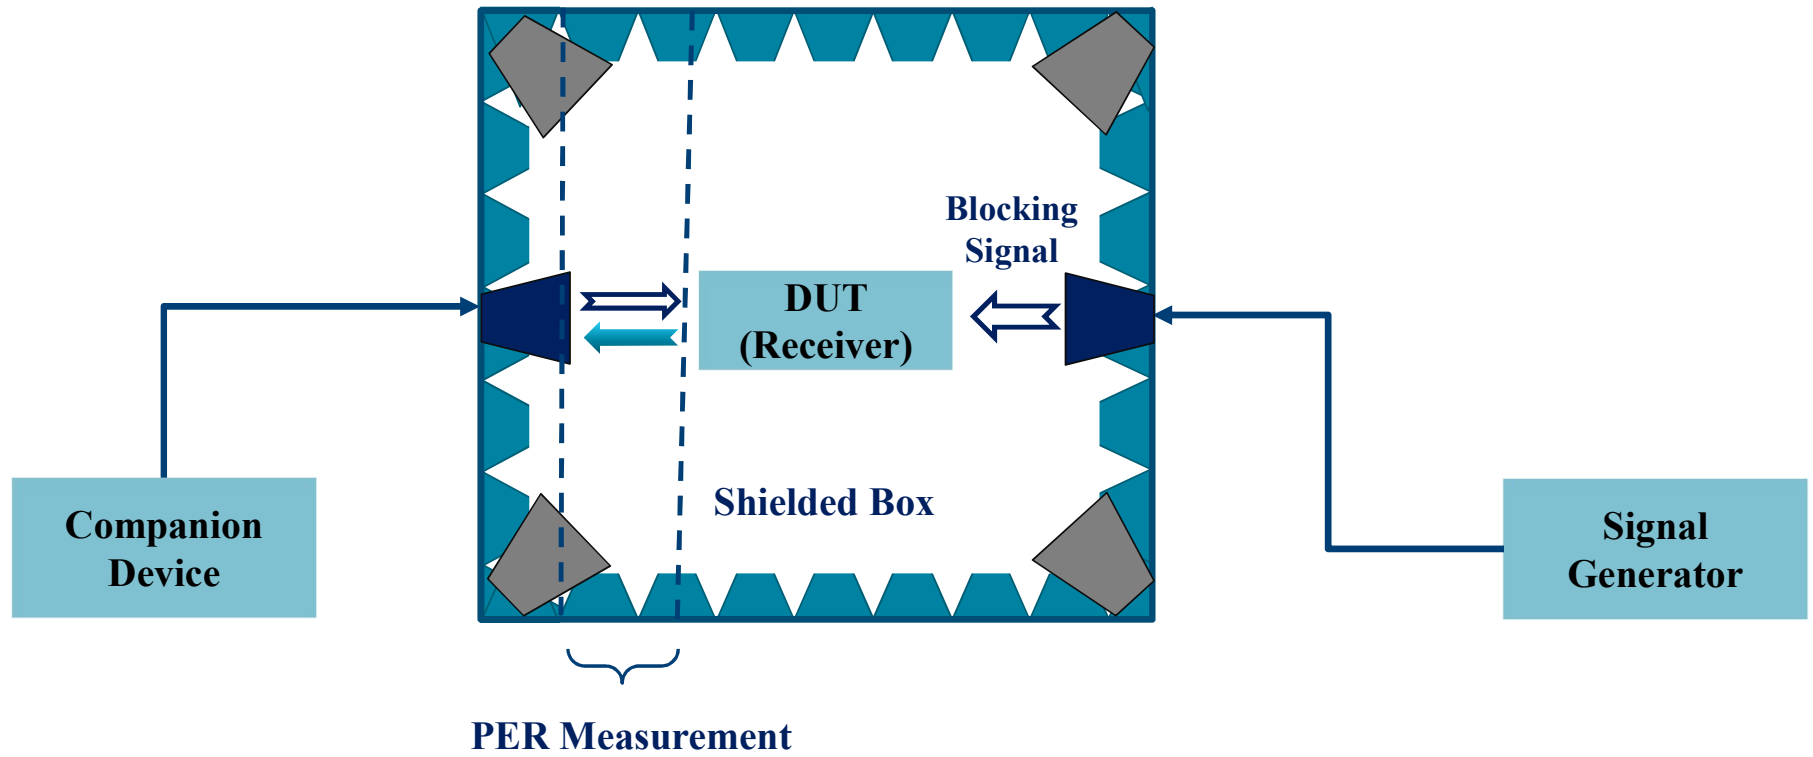 Blocking
Signal
DUT
(Receiver)
Shielded Box
Companion
Device
Signal
Generator
PER Measurement